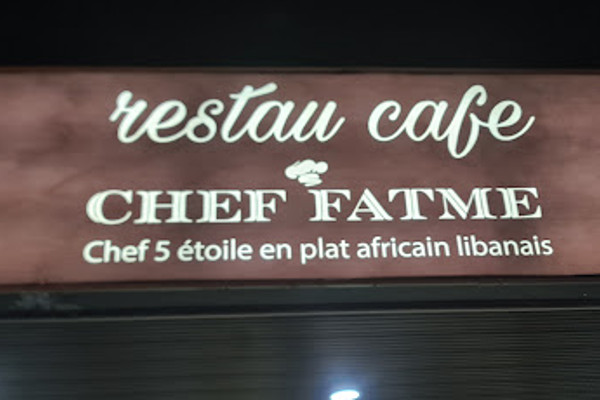 restau cafe
CHEF FATME
Chef 5 étoile en plat africain libanais